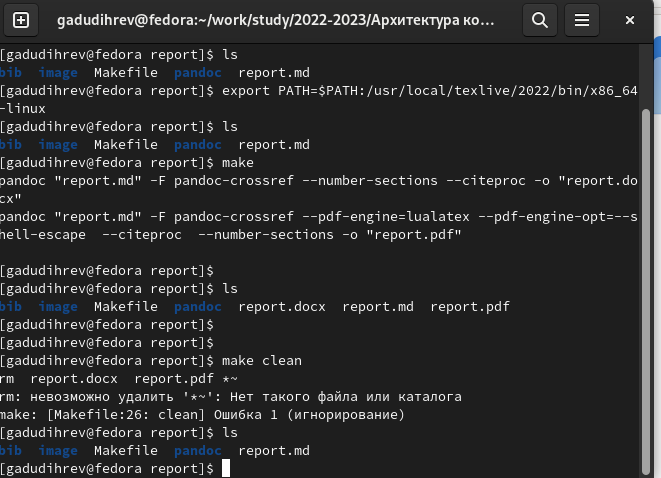 gadudihrev@fedora:~/work/study/2022-2023/Архитектура ко...
[gadudihrev@fedora report]$ ls
bib  image  Makefile  pandoc  report.md
[gadudihrev@fedora report]$ export PATH=$PATH:/usr/local/texlive/2022/bin/x86_64
-linux
[gadudihrev@fedora report]$ ls
bib  image  Makefile  pandoc  report.md
[gadudihrev@fedora report]$ make
pandoc "report.md" -F pandoc-crossref --number-sections --citeproc -o "report.do
cx"
pandoc "report.md" -F pandoc-crossref --pdf-engine=lualatex --pdf-engine-opt=--s
hell-escape  --citeproc  --number-sections -o "report.pdf"
[gadudihrev@fedora report]$
[gadudihrev@fedora report]$ ls
bib  image  Makefile  pandoc  report.docx  report.md  report.pdf
[gadudihrev@fedora report]$
[gadudihrev@fedora report]$
[gadudihrev@fedora report]$ make clean
rm  report.docx  report.pdf *~
rm: невозможно удалить '*~': Нет такого файла или каталога
make: [Makefile:26: clean] Ошибка 1 (игнорирование)
[gadudihrev@fedora report]$ ls
bib  image  Makefile  pandoc  report.md
[gadudihrev@fedora report]$